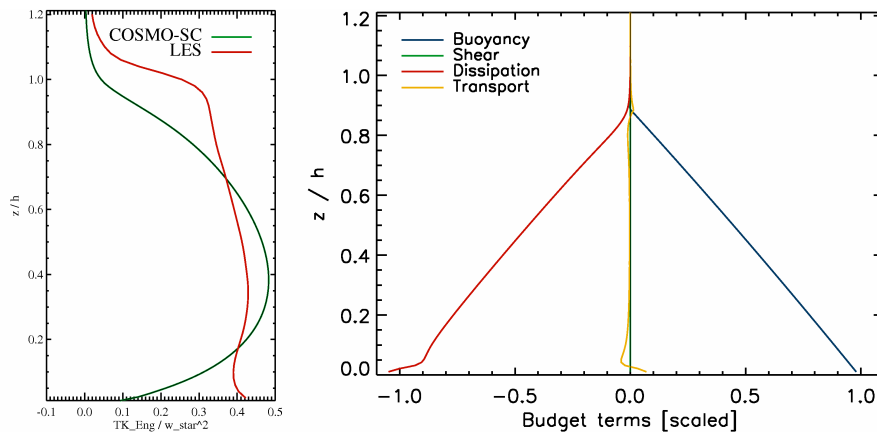 COSMO-SC
LES
1.2
1.0
0.8
0.6
0.4
0.2
z / h
-0.1 0.0 0.1 0.2 0.3 0.4 0.5
TK_Eng / w_star^2
Buoyancy
Shear
Dissipation
Transport
1.2
1.0
0.8
0.6
0.4
0.2
0.0
z / h
-1.0 -0.5 0.0 0.5 1.0
Budget terms [scaled]